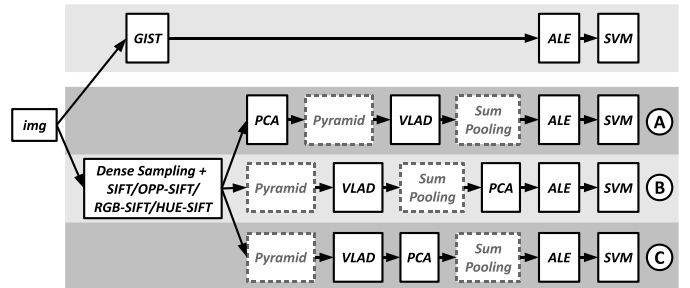 GIST
ALE
SVM
img
PCA
Pyramid
VLAD
Sum
Pooling
ALE
SVM
A
Dense Sampling +
SIFT/OPP-SIFT/
RGB-SIFT/HUE-SIFT
Pyramid
VLAD
Sum
Pooling
PCA
ALE
SVM
B
Pyramid
VLAD
PCA
Sum
Pooling
ALE
SVM
C